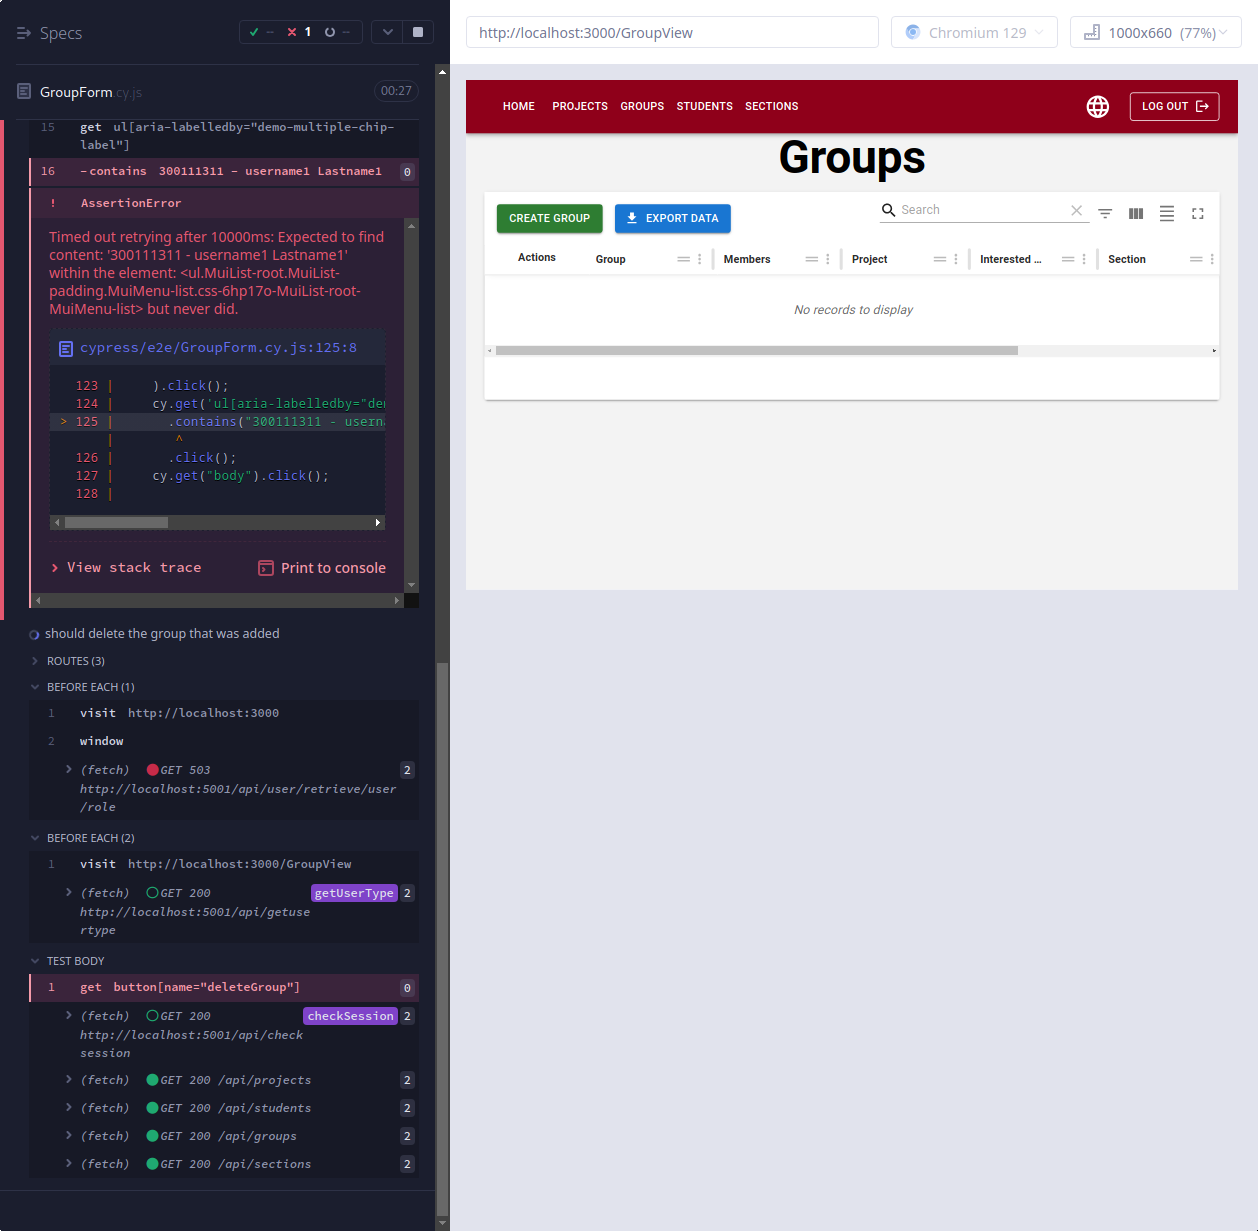 Specs
✓ -- ✕ 1 --
GroupForm.cy.js 00:27
15 get ul[aria-labelledby="demo-multiple-chip-
label"]
16 -contains 300111311 - username1 Lastname1 0
! AssertionError
Timed out retrying after 10000ms: Expected to find
content: '300111311 - username1 Lastname1'
within the element: <ul.MuiList-root.MuiList-
padding.MuiMenu-list.css-6hp17o-MuiList-root-
MuiMenu-list> but never did.
cypress/e2e/GroupForm.cy.js:125:8
123 | ).click();
124 | cy.get('ul[aria-labelledby="de
> 125 | .contains("300111311 - usern
| ^
126 | .click();
127 | cy.get("body").click();
128 |
> View stack trace
Print to console
should delete the group that was added
ROUTES (3)
BEFORE EACH (1)
1 visit http://localhost:3000
2 window
(fetch) GET 503 2
http://localhost:5001/api/user/retrieve/user
/role
BEFORE EACH (2)
1 visit http://localhost:3000/GroupView
(fetch) GET 200 getUserType 2
http://localhost:5001/api/getuse
rtype
TEST BODY
1 get button[name="deleteGroup"] 0
(fetch) GET 200 checkSession 2
http://localhost:5001/api/check
session
(fetch) GET 200 /api/projects 2
(fetch) GET 200 /api/students 2
(fetch) GET 200 /api/groups 2
(fetch) GET 200 /api/sections 2
http://localhost:3000/GroupView
Chromium 129
1000x660 (77%)
HOME PROJECTS GROUPS STUDENTS SECTIONS
LOG OUT
Groups
CREATE GROUP
EXPORT DATA
Search
Actions Group Members Project Interested ... Section
No records to display